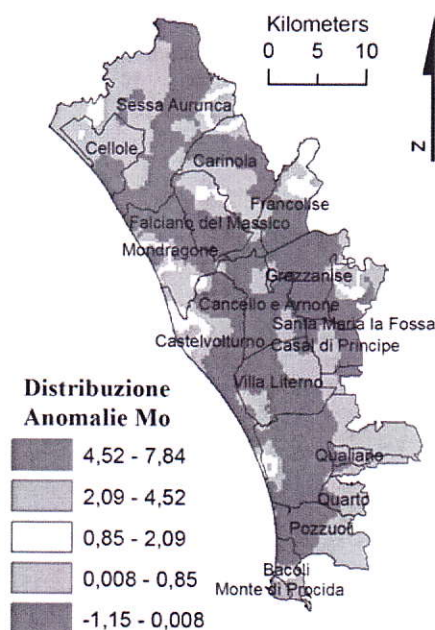 Kilometers
0 5 10
N
Sessa Aurunca
Cellole
Carinola
Francolise
Falciano del Massico
Mondragone
Grazzanise
Cancello e Arnone
Santa Maria la Fossa
Castelvolturno
Casal di Principe
Villa Literno
Qualiano
Quarto
Pozzuoli
Bacoli
Monte di Procida
Distribuzione
Anomalie Mo
4,52 - 7,84
2,09 - 4,52
0,85 - 2,09
0,008 - 0,85
-1,15 - 0,008